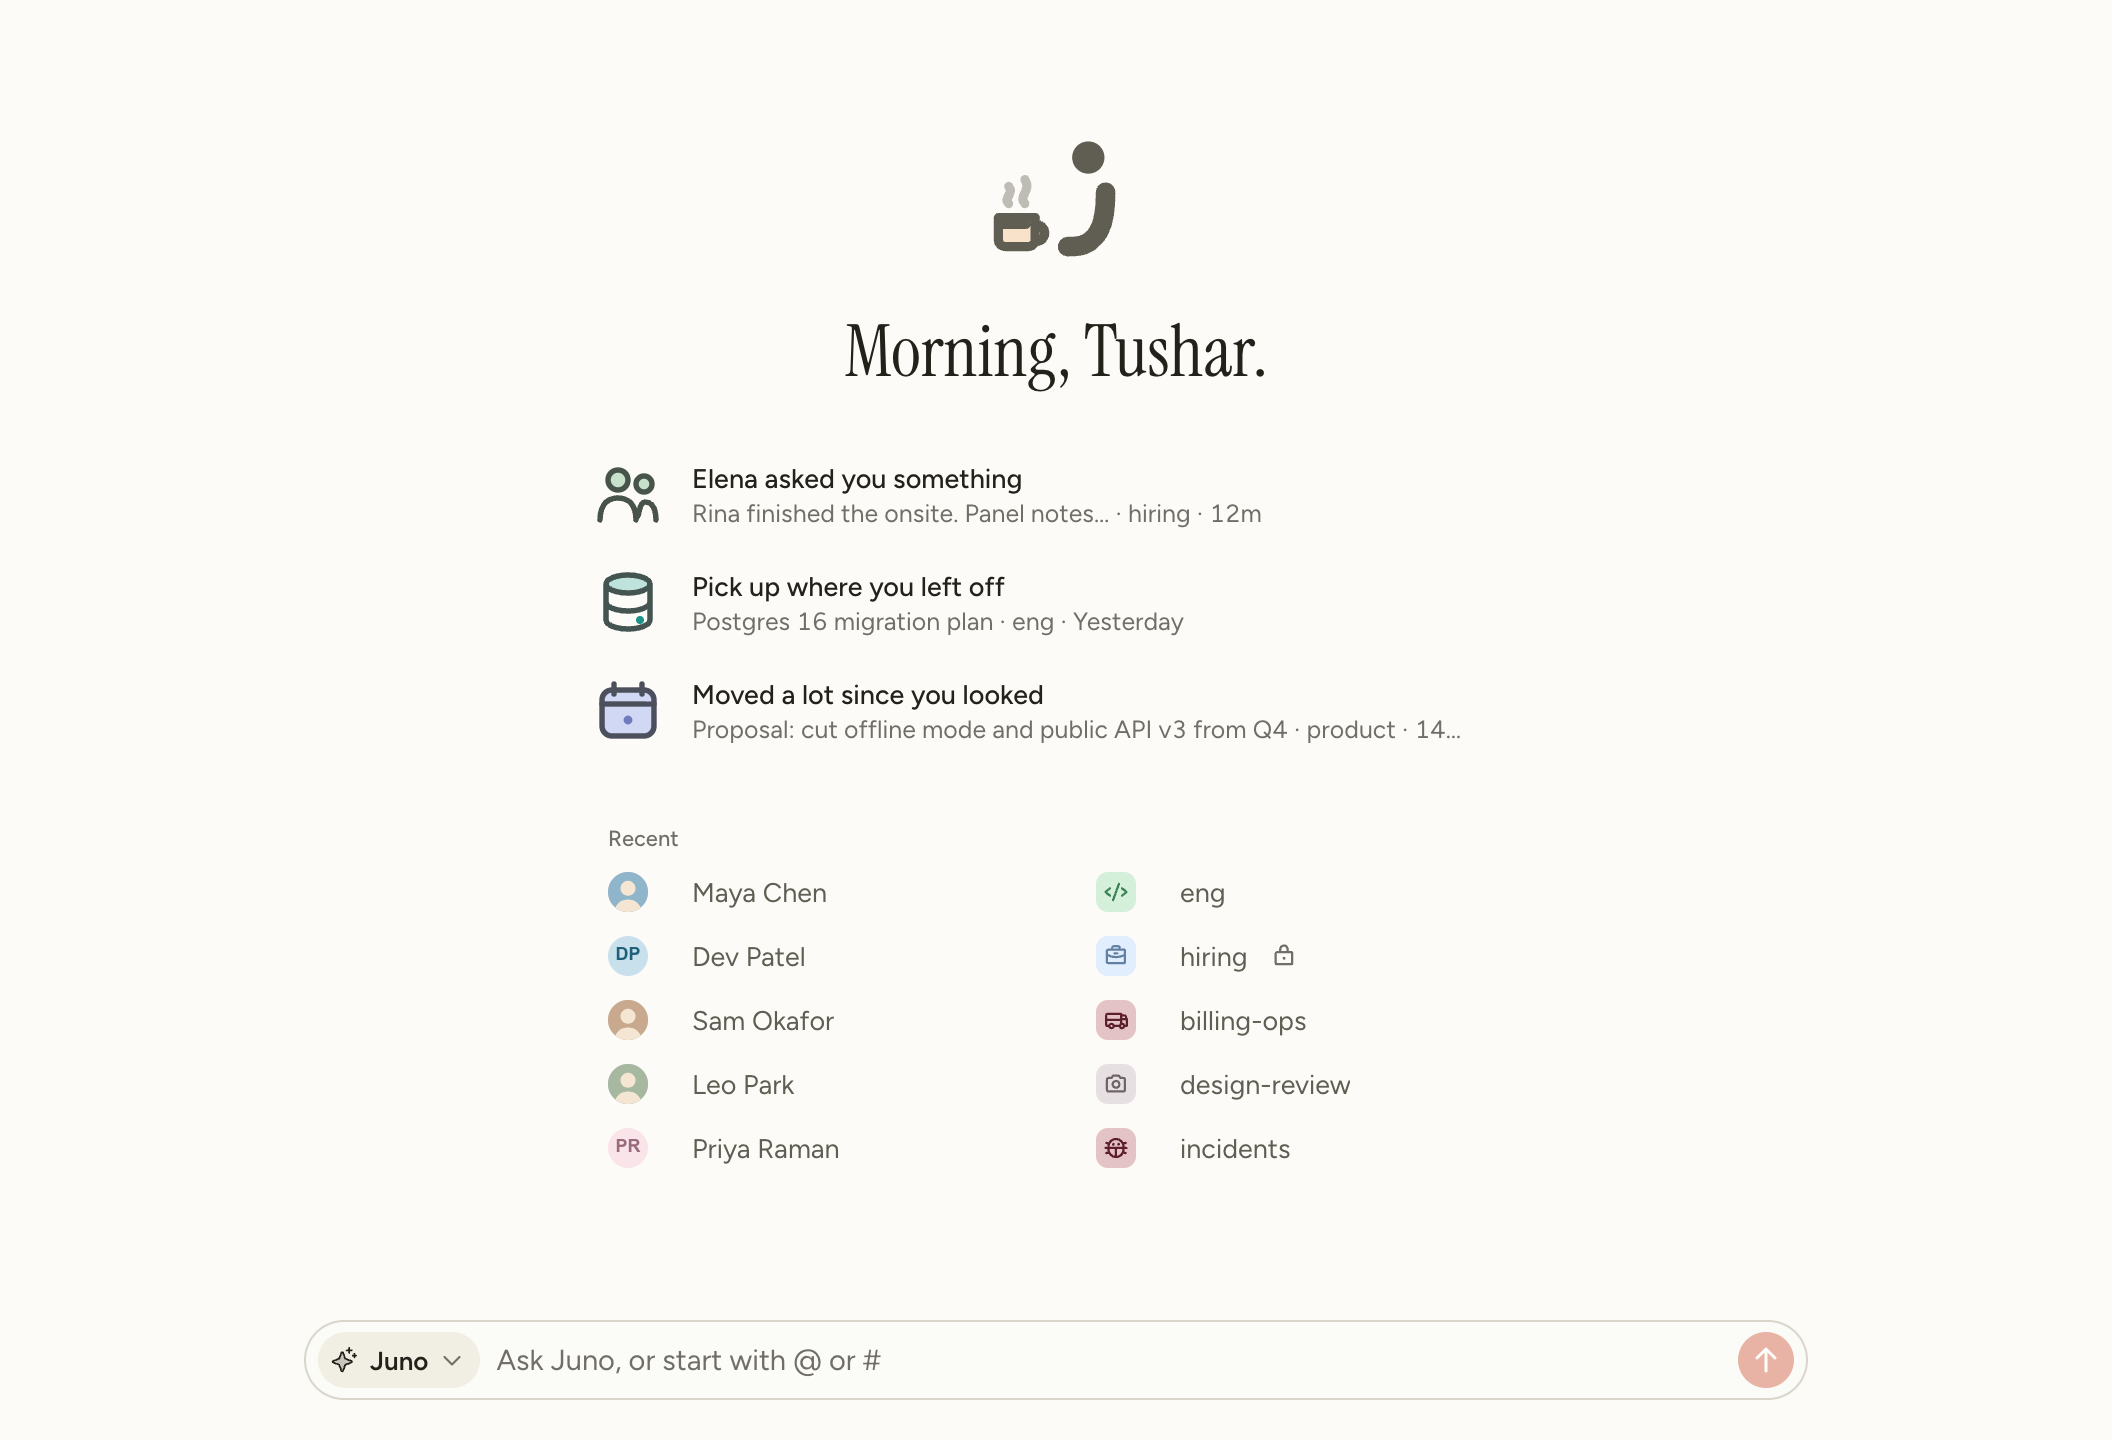 Morning, Tushar.
Elena asked you something
Rina finished the onsite. Panel notes... · hiring · 12m
Pick up where you left off
Postgres 16 migration plan · eng · Yesterday
Moved a lot since you looked
Proposal: cut offline mode and public API v3 from Q4 · product · 14...
Recent
Maya Chen
eng
DP Dev Patel
hiring
Sam Okafor
billing-ops
Leo Park
design-review
PR Priya Raman
incidents
Juno
Ask Juno, or start with @ or #